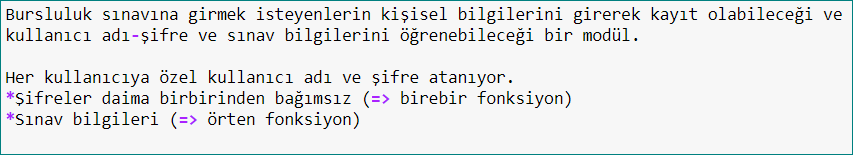 Bursluluk sınavına girmek isteyenlerin kişisel bilgilerini girerek kayıt olabileceği ve
kullanıcı adı-şifre ve sınav bilgilerini öğrenebileceği bir modül.
Her kullanıcıya özel kullanıcı adı ve şifre atanıyor.
*Şifreler daima birbirinden bağımsız (=> birebir fonksiyon)
*Sınav bilgileri (=> örten fonksiyon)